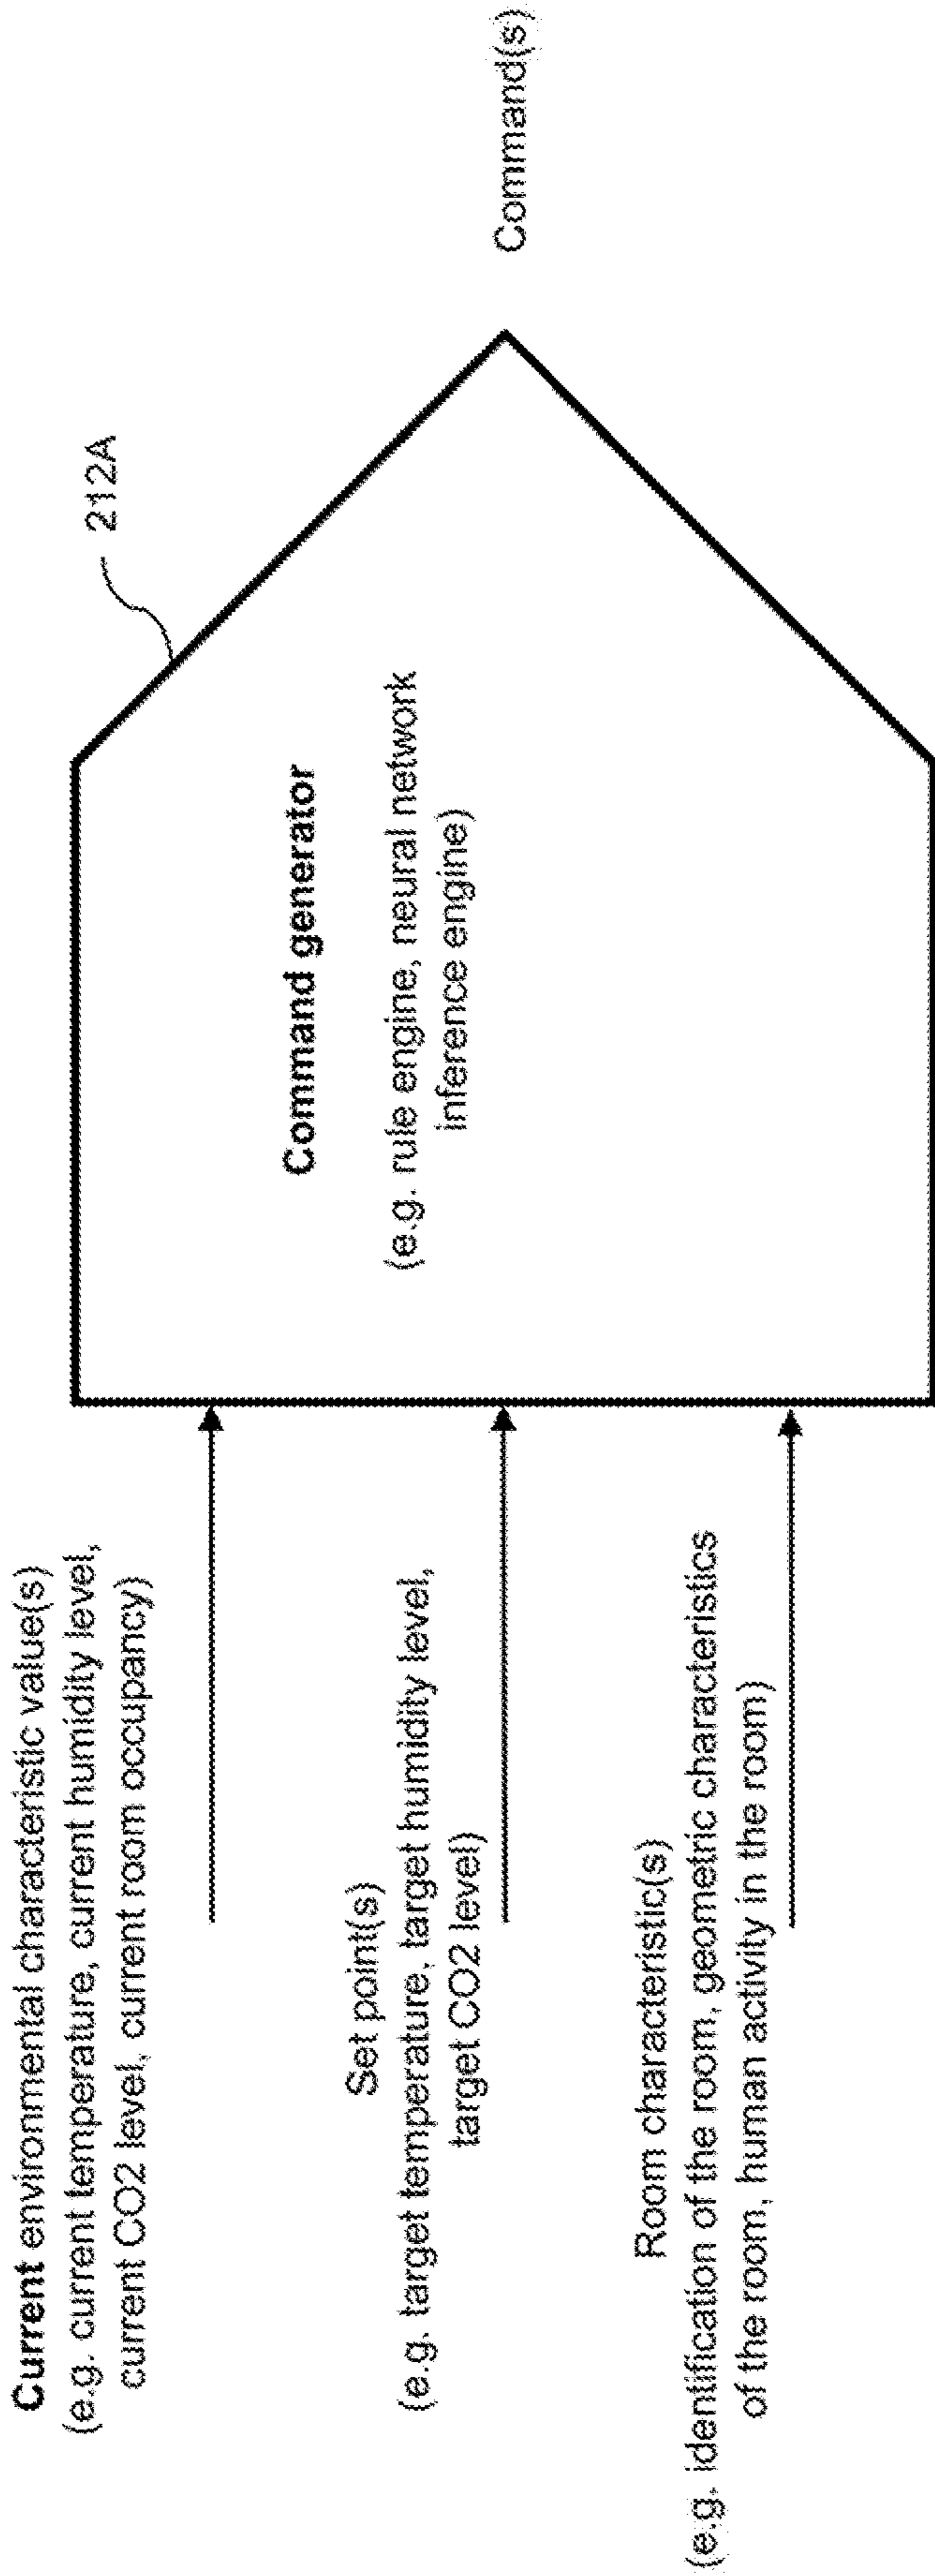 Current environmental characteristic value(s)
(e.g. current temperature, current humidity level,
current CO2 level, current room occupancy)
Set point(s)
(e.g. target temperature, target humidity level,
target CO2 level)
Room characteristic(s)
(e.g. identification of the room, geometric characteristics
of the room, human activity in the room)
212A
Command generator
(e.g. rule engine, neural network
inference engine)
Command(s)